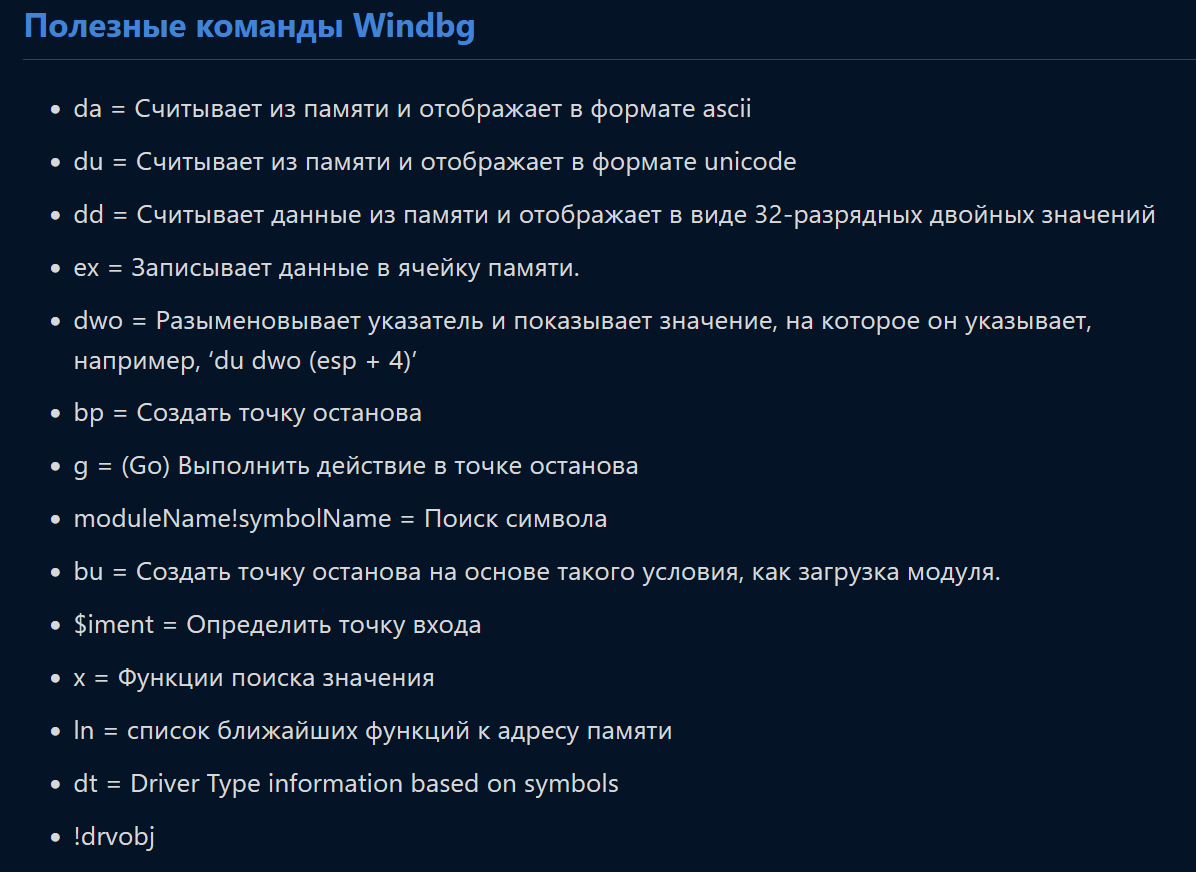 Полезные команды Windbg
• da = Считывает из памяти и отображает в формате ascii
• du = Считывает из памяти и отображает в формате unicode
• dd = Считывает данные из памяти и отображает в виде 32-разрядных двойных значений
• ex = Записывает данные в ячейку памяти.
• dwo = Разыменовывает указатель и показывает значение, на которое он указывает,
например, ‘du dwo (esp + 4)’
• bp = Создать точку останова
• g = (Go) Выполнить действие в точке останова
• moduleName!symbolName = Поиск символа
• bu = Создать точку останова на основе такого условия, как загрузка модуля.
• $iment = Определить точку входа
• x = Функции поиска значения
• ln = список ближайших функций к адресу памяти
• dt = Driver Type information based on symbols
• !drvobj